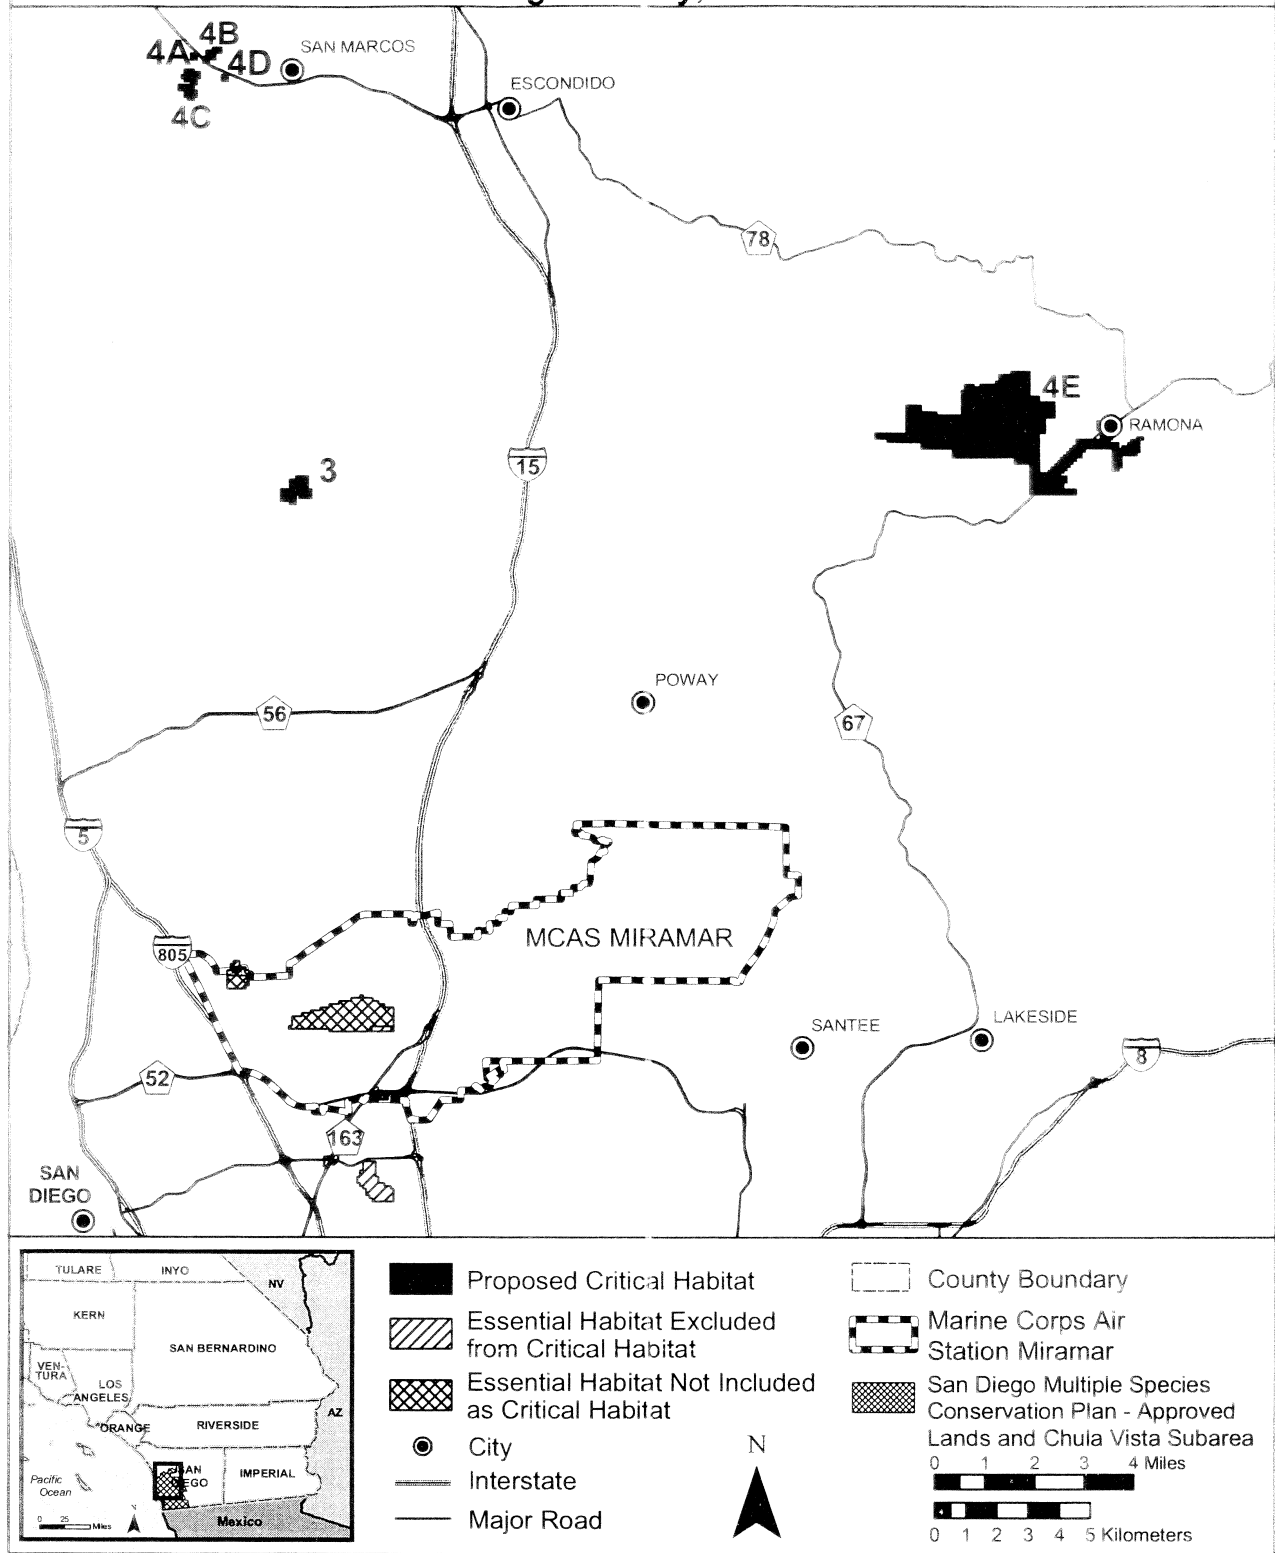 4B
4A
4D
SAN MARCOS
4C
ESCONDIDO
78
4E
RAMONA
3
15
POWAY
56
67
5
MCAS MIRAMAR
805
SANTEE
LAKESIDE
8
52
163
SAN
DIEGO
TULARE
INYO
NV
KERN
SAN BERNARDINO
VEN-
TURA
LOS
ANGELES
AZ
ORANGE
RIVERSIDE
SAN
DIEGO
IMPERIAL
Pacific
Ocean
0 25
Miles
Mexico
Proposed Critical Habitat
Essential Habitat Excluded
from Critical Habitat
Essential Habitat Not Included
as Critical Habitat
City
Interstate
Major Road
N
County Boundary
Marine Corps Air
Station Miramar
San Diego Multiple Species
Conservation Plan - Approved
Lands and Chula Vista Subarea
0 1 2 3 4 Miles
0 1 2 3 4 5 Kilometers